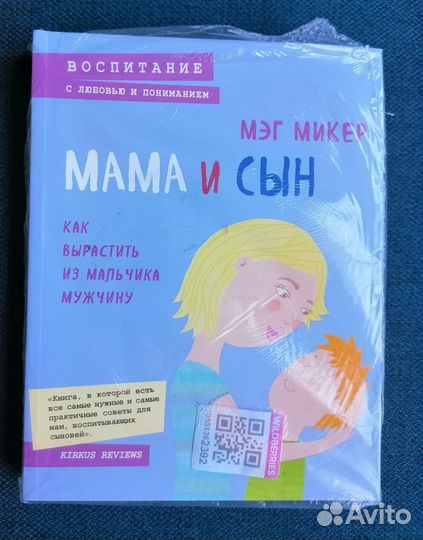 ВОСПИТАНИЕ
С ЛЮБОВЬЮ И ПОНИМАНИЕМ
МЭГ МИКЕР
МАМА И СЫН
КАК
ВЫРАСТИТЬ
ИЗ МАЛЬЧИКА
МУЖЧИНУ
«Книга, в которой есть
все самые нужные и самые
практичные советы для
мам, воспитывающих
сыновей».
KIRKUS REVIEWS
WILDBERRIES
Avito